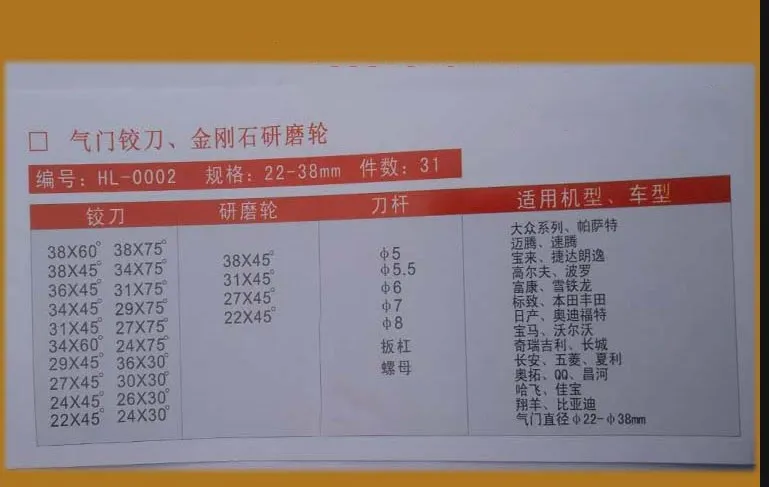 □ 气门铰刀、金刚石研磨轮
编号: HL-0002 规格: 22-38mm 件数: 31
铰刀 研磨轮 刀杆 适用机型、车型
38X60° 38X75°
38X45° 34X75°
36X45° 31X75°
34X45° 29X75°
31X45° 27X75°
34X60° 24X75°
29X45° 36X30°
27X45° 30X30°
24X45° 26X30°
22X45° 24X30°
38X45°
31X45°
27X45°
22X45°
φ5
φ5.5
φ6
φ7
φ8
板杠
螺母
大众系列、帕萨特
迈腾、速腾
宝来、捷达朗逸
高尔夫、波罗
富康、雪铁龙
标致、本田丰田
日产、奥迪福特
宝马、沃尔沃
奇瑞吉利、长城
长安、五菱、夏利
奥拓、QQ、昌河
哈飞、佳宝
翔羊、比亚迪
气门直径φ22-φ38mm